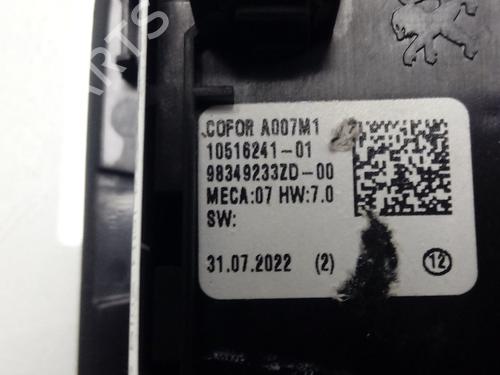 COFOR A007M1
10516241-01
98349233ZD-00
MECA:07 HW:7.0
SW:
31.07.2022 (2)
12